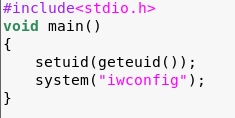 #include<stdio.h>
void main()
{
    setuid(geteuid());
    system("iwconfig");
}